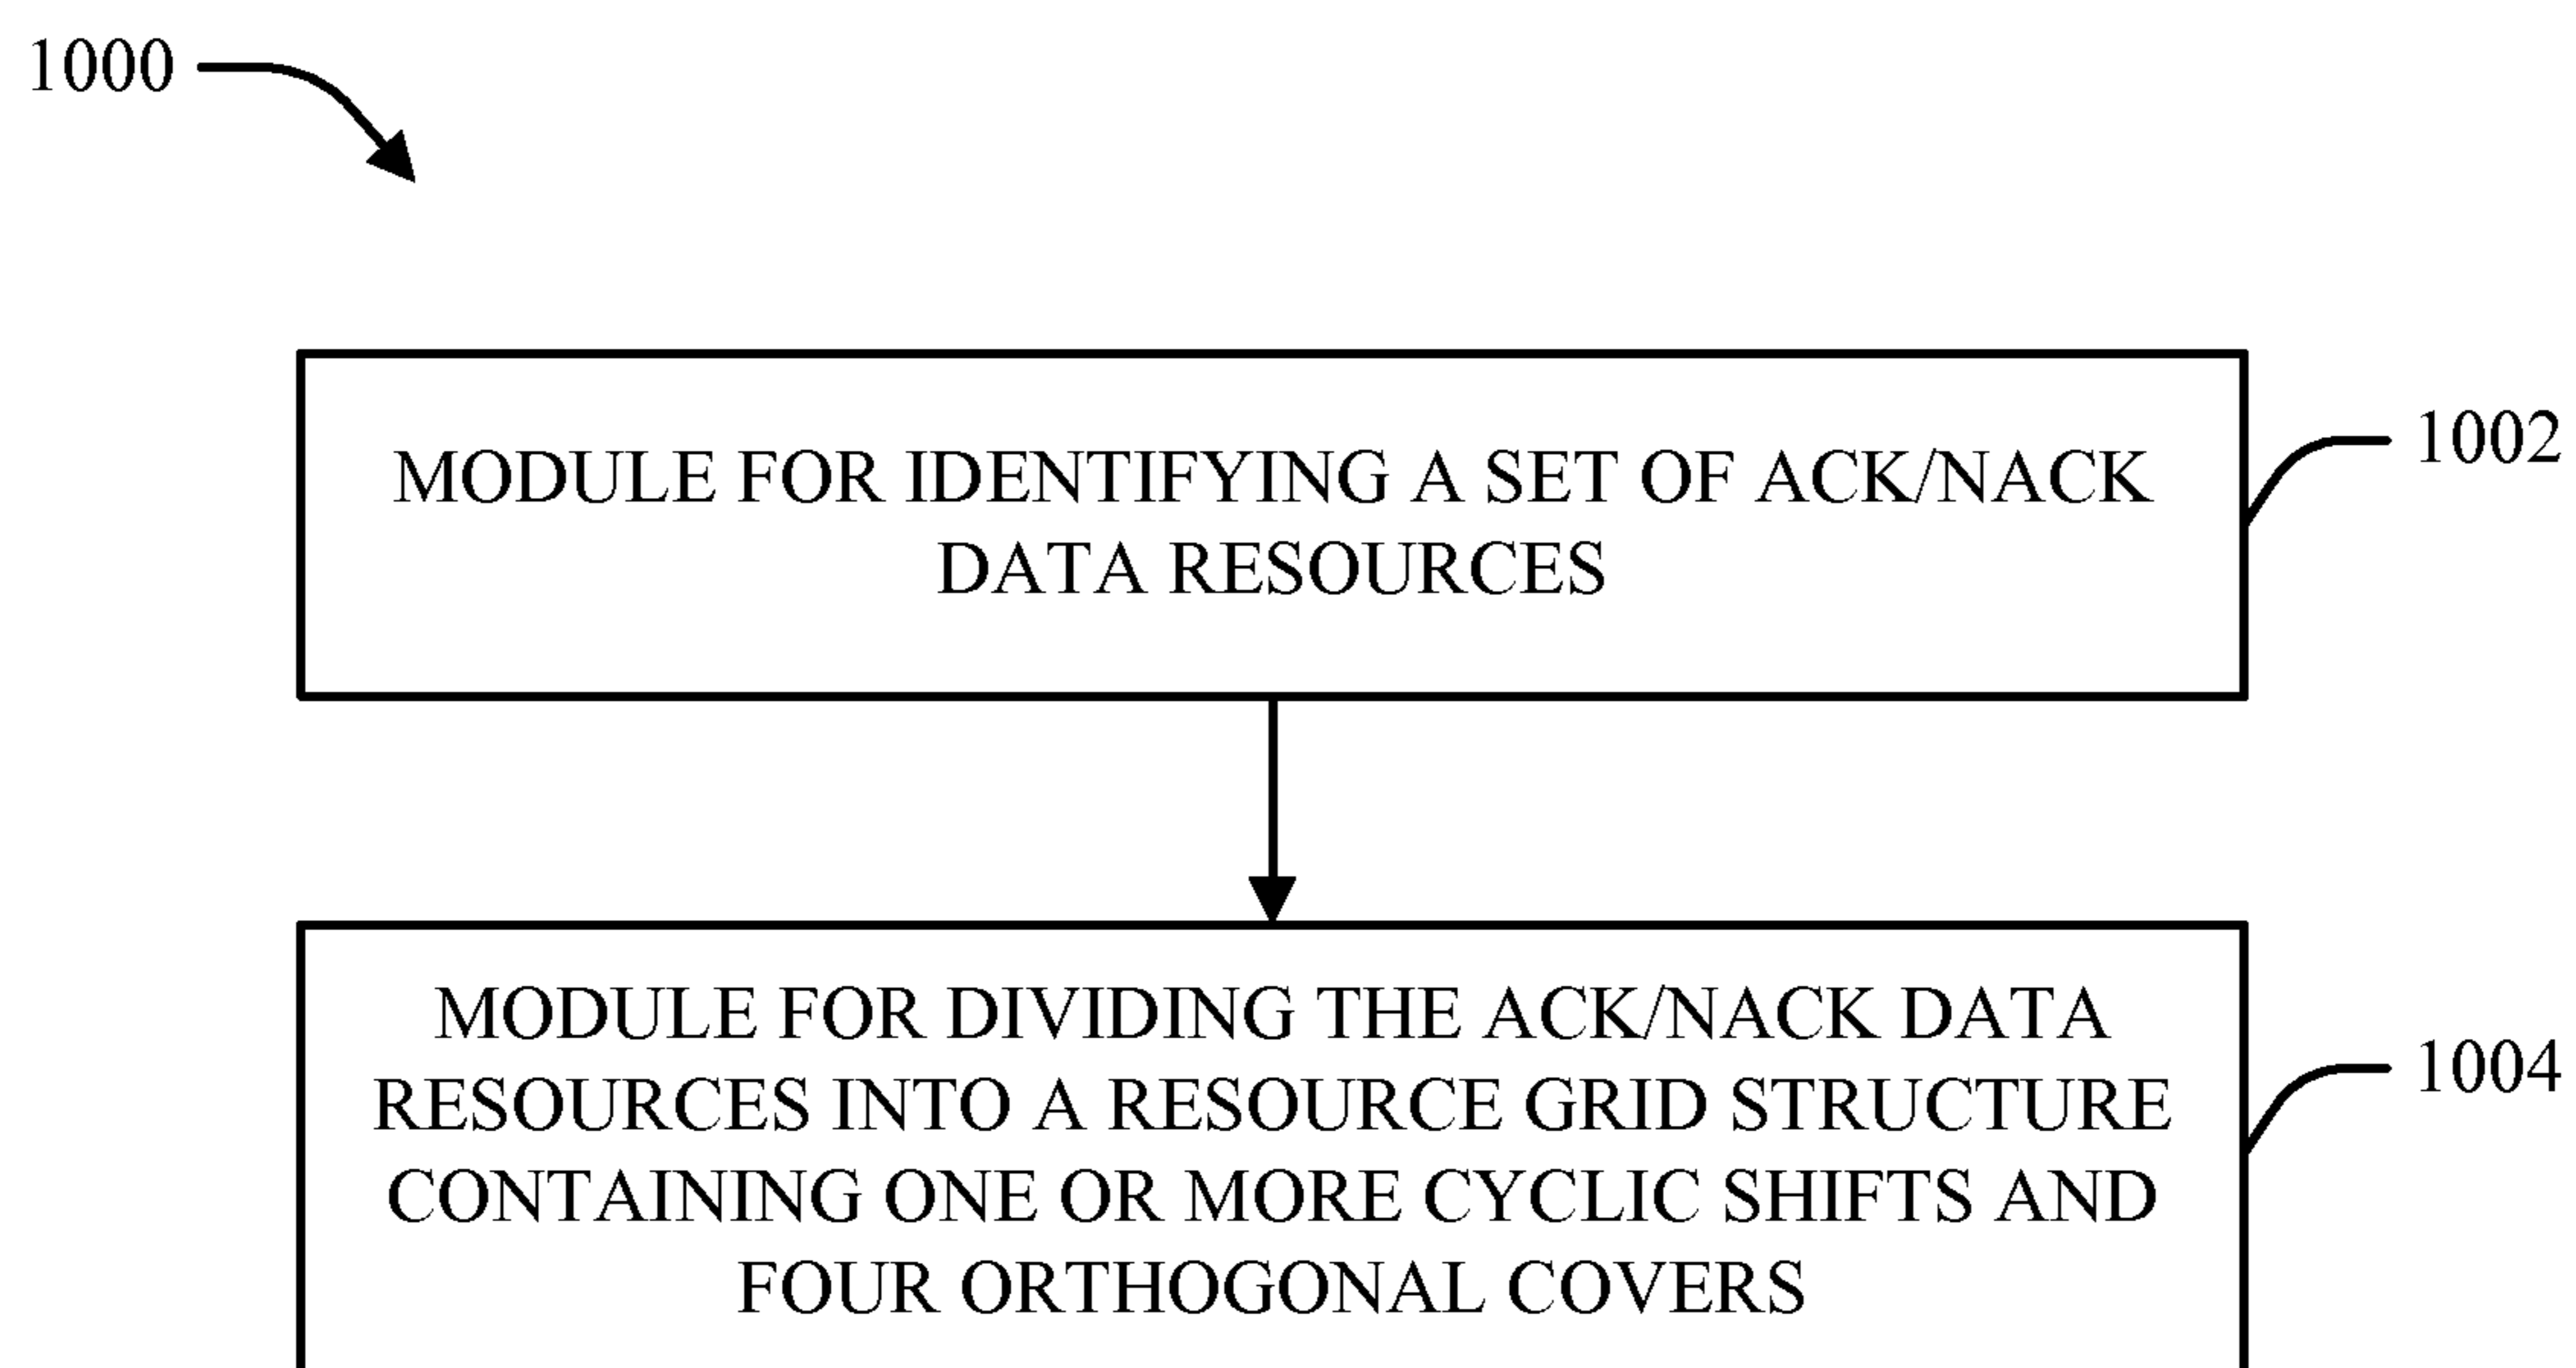 1000
MODULE FOR IDENTIFYING A SET OF ACK/NACK
DATA RESOURCES
1002
MODULE FOR DIVIDING THE ACK/NACK DATA
RESOURCES INTO A RESOURCE GRID STRUCTURE
CONTAINING ONE OR MORE CYCLIC SHIFTS AND
FOUR ORTHOGONAL COVERS
1004